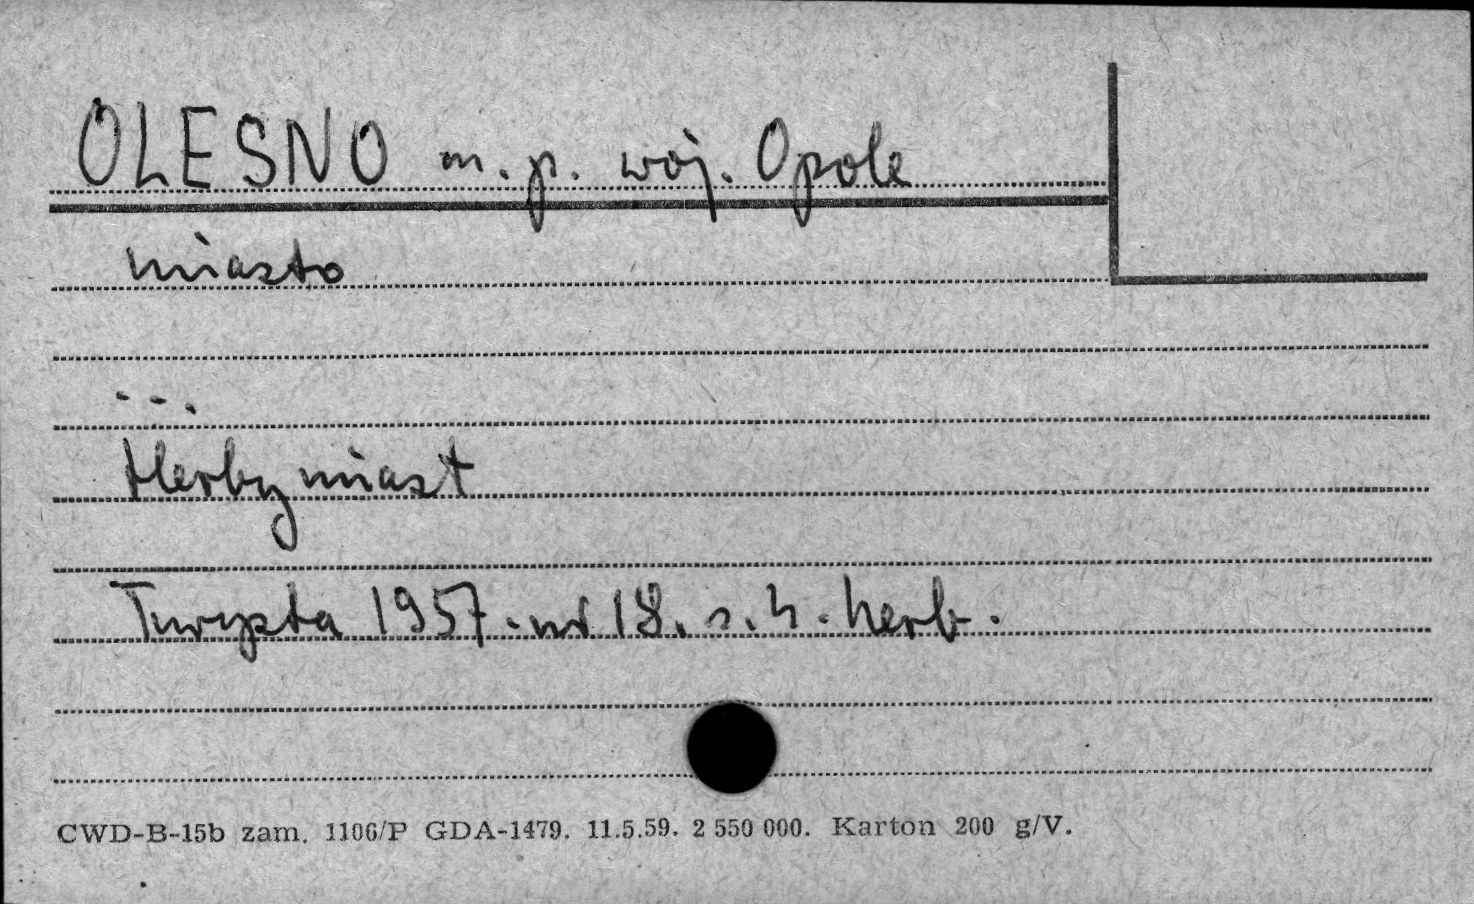 OLESNO m. p. woj. Opole
miasto
...
Herby miast
Turysta 1957. nr 18. s. 4. herb.
CWD-B-15b zam. 1106/P GDA-1479. 11.5.59. 2 550 000. Karton 200 g/V.